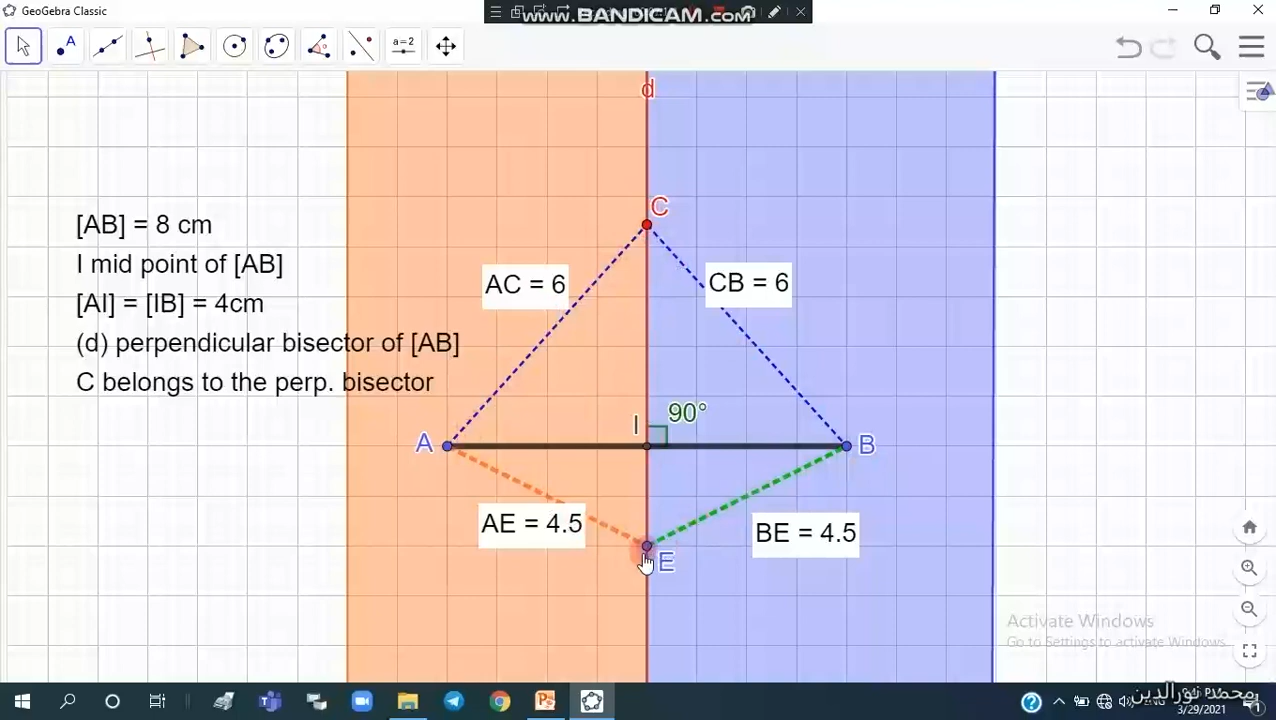 GeoGebra Classic
www.BANDICAM.com
a=2
d
C
[AB] = 8 cm
I mid point of [AB]
AC = 6
CB = 6
[AI] = [IB] = 4cm
(d) perpendicular bisector of [AB]
C belongs to the perp. bisector
I
90°
A
B
AE = 4.5
BE = 4.5
E
Activate Windows
Go to Settings to activate Windows.
محمد نورالدين
3/29/2021